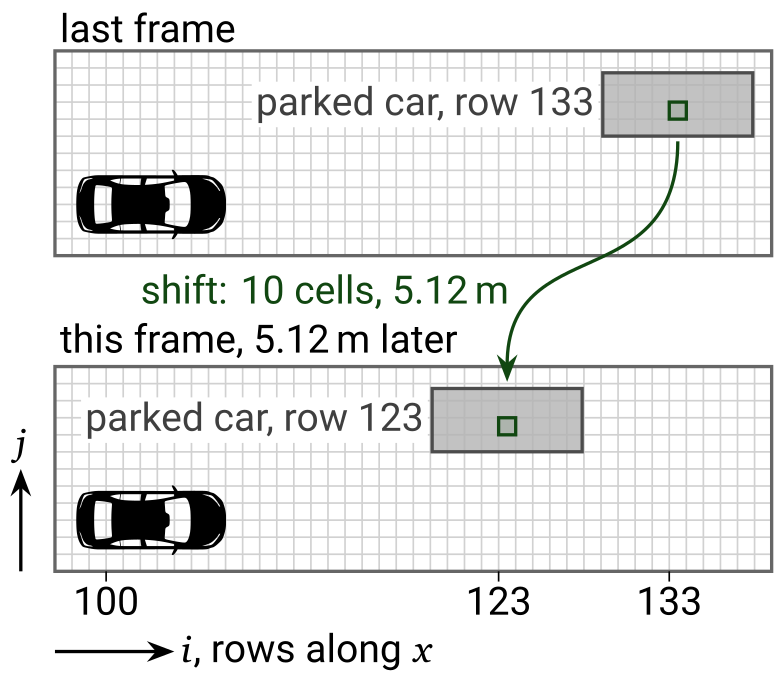 last frame
parked car, row 133
shift: 10 cells, 5.12 m
this frame, 5.12 m later
parked car, row 123
j
100 123 133
i, rows along x